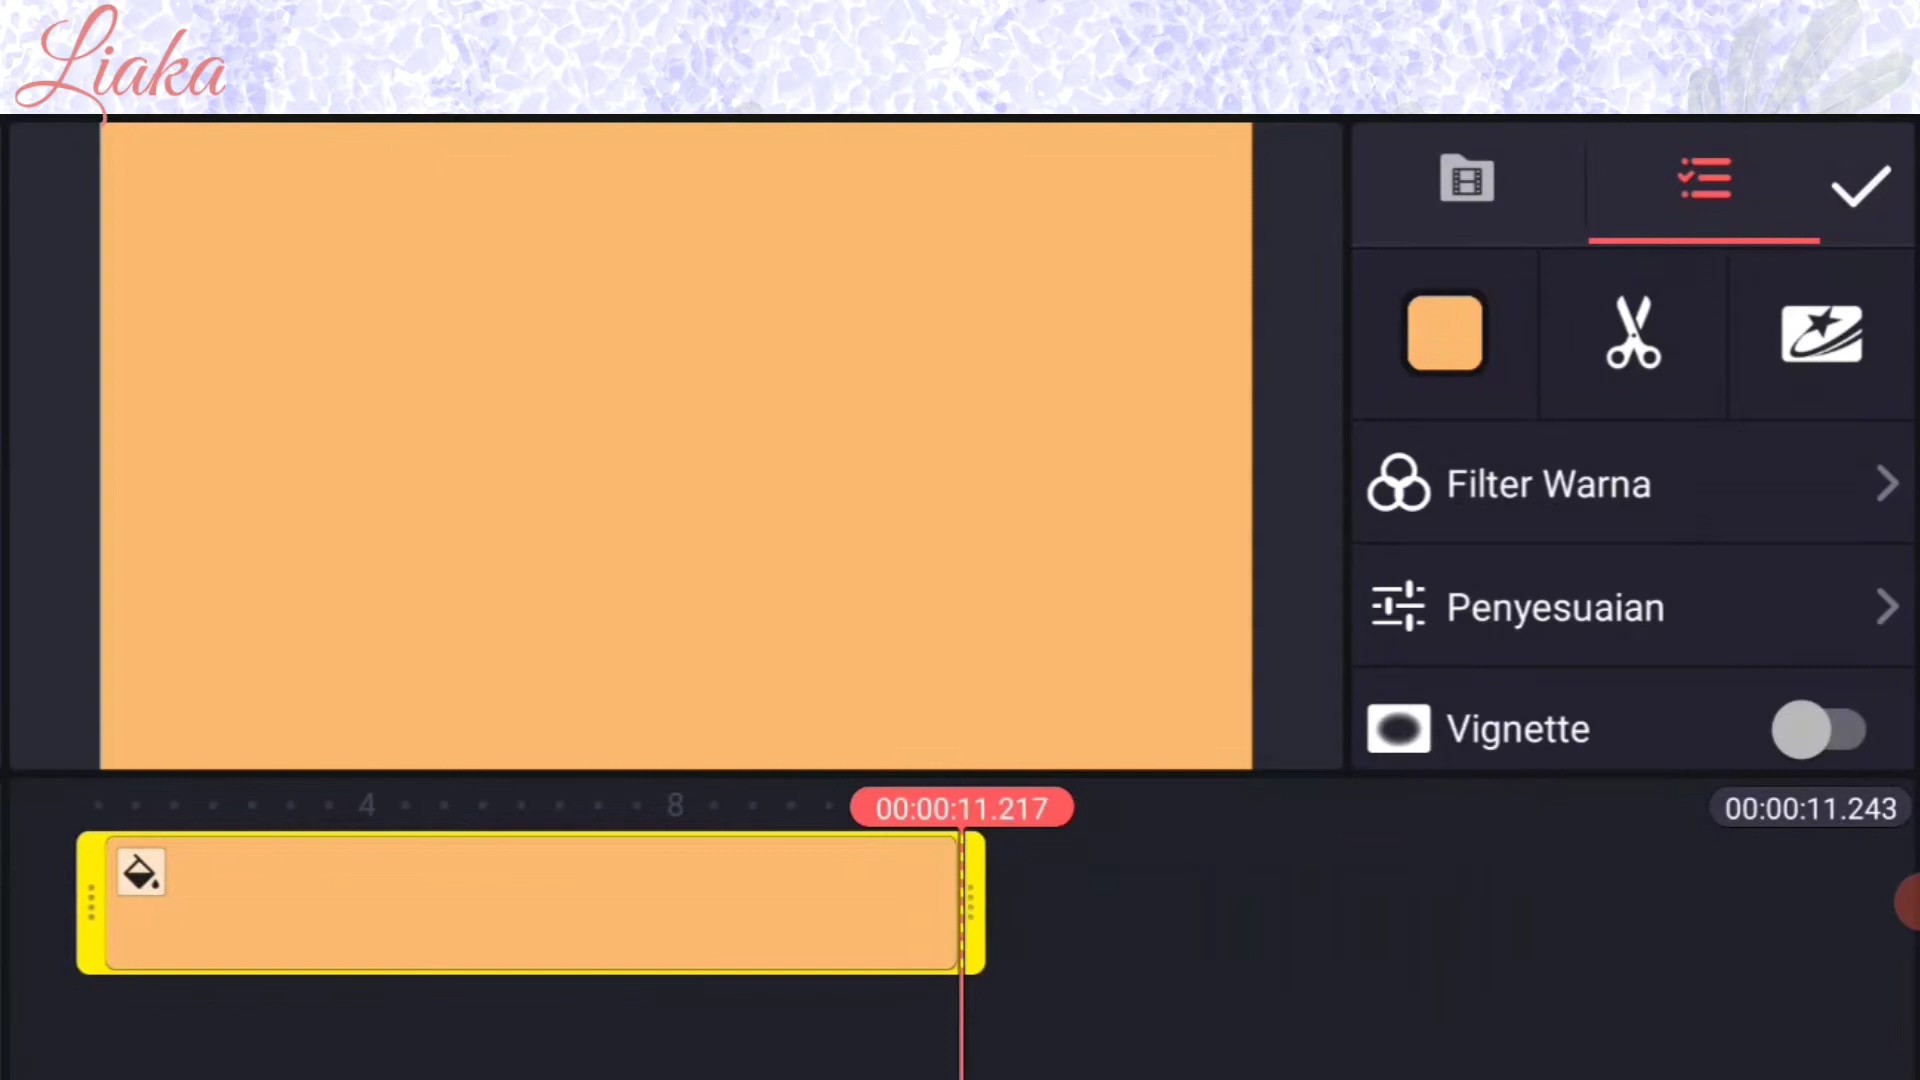 Liaka
Filter Warna
Penyesuaian
Vignette
4
8
00:00:11.217
00:00:11.243